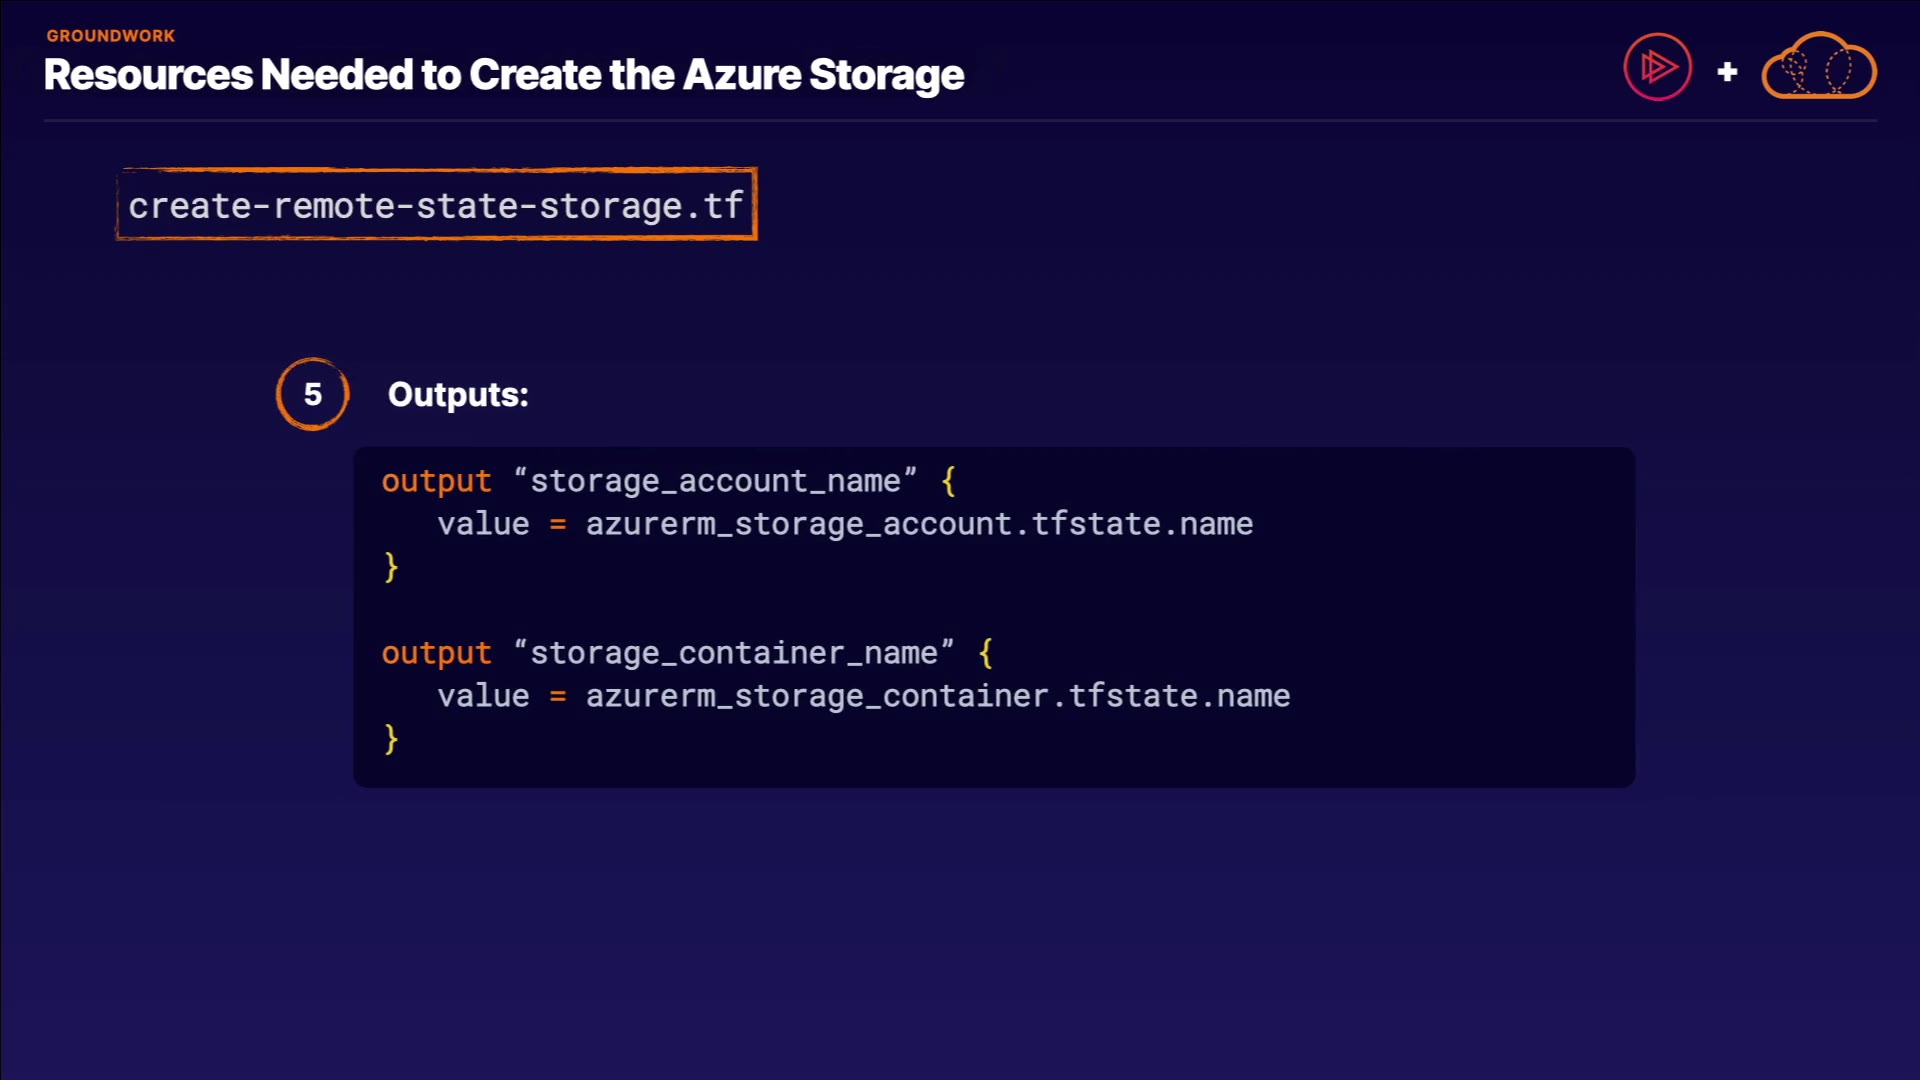 GROUNDWORK
Resources Needed to Create the Azure Storage
+
create-remote-state-storage.tf
5 Outputs:
output “storage_account_name” {
   value = azurerm_storage_account.tfstate.name
}
output “storage_container_name” {
   value = azurerm_storage_container.tfstate.name
}